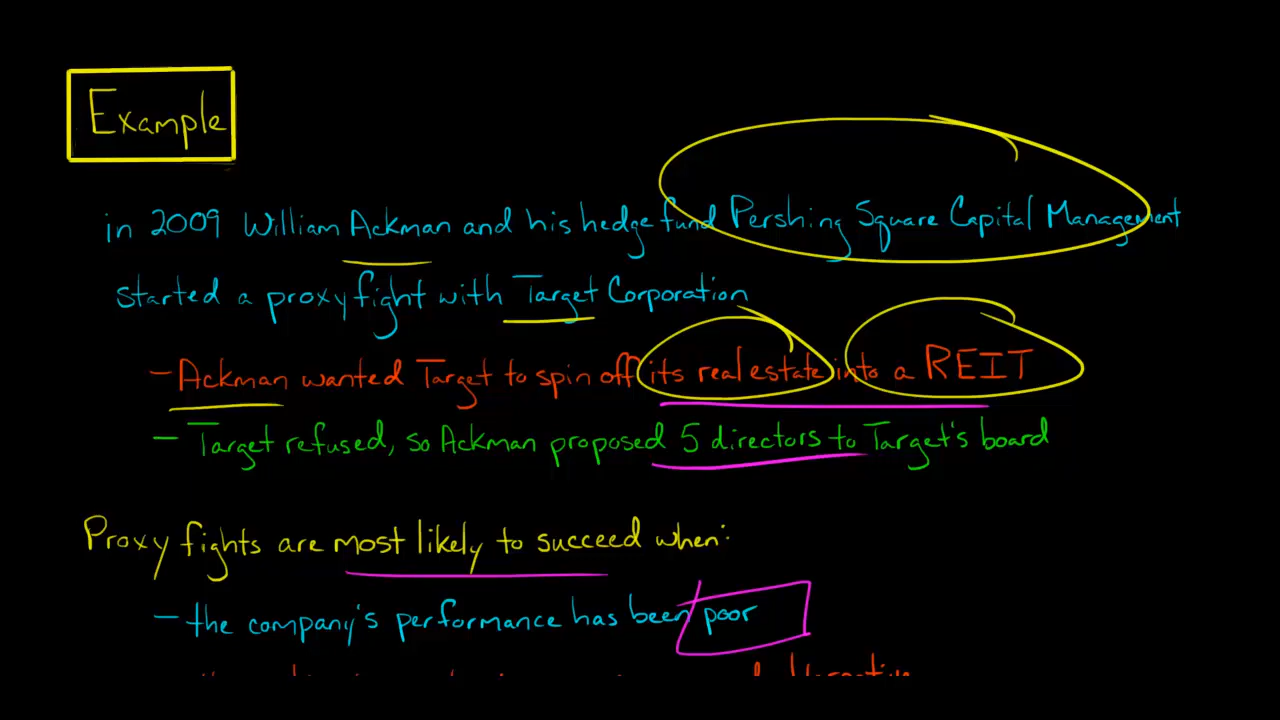 Example
in 2009 William Ackman and his hedge fund Pershing Square Capital Management
started a proxy fight with Target Corporation
- Ackman wanted Target to spin off its real estate into a REIT
- Target refused, so Ackman proposed 5 directors to Target's board
Proxy fights are most likely to succeed when:
- the company's performance has been poor